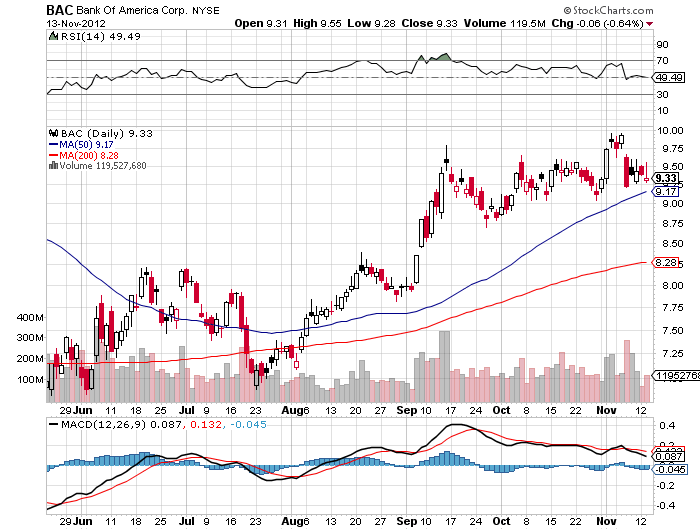 BAC Bank Of America Corp. NYSE © StockCharts.com
13-Nov-2012 Open 9.31 High 9.55 Low 9.28 Close 9.33 Volume 119.5M Chg -0.06 (-0.64%)
RSI(14) 49.49
90
70
49.49
30
10
BAC (Daily) 9.33
MA(50) 9.17
MA(200) 8.28
Volume 119,527,680
10.00
9.75
9.50
9.33
9.17
9.00
8.75
8.50
8.28
8.00
7.75
7.50
7.25
400M
300M
200M
100M
11952768
29 Jun 11 18 25 Jul 9 16 23 Aug 6 13 20 27 Sep 10 17 24 Oct 8 15 22 Nov 12
MACD(12,26,9) 0.087, 0.132, -0.045
0.4
0.2
0.087
-0.045
-0.2
-0.4
29 Jun 11 18 25 Jul 9 16 23 Aug 6 13 20 27 Sep 10 17 24 Oct 8 15 22 Nov 12